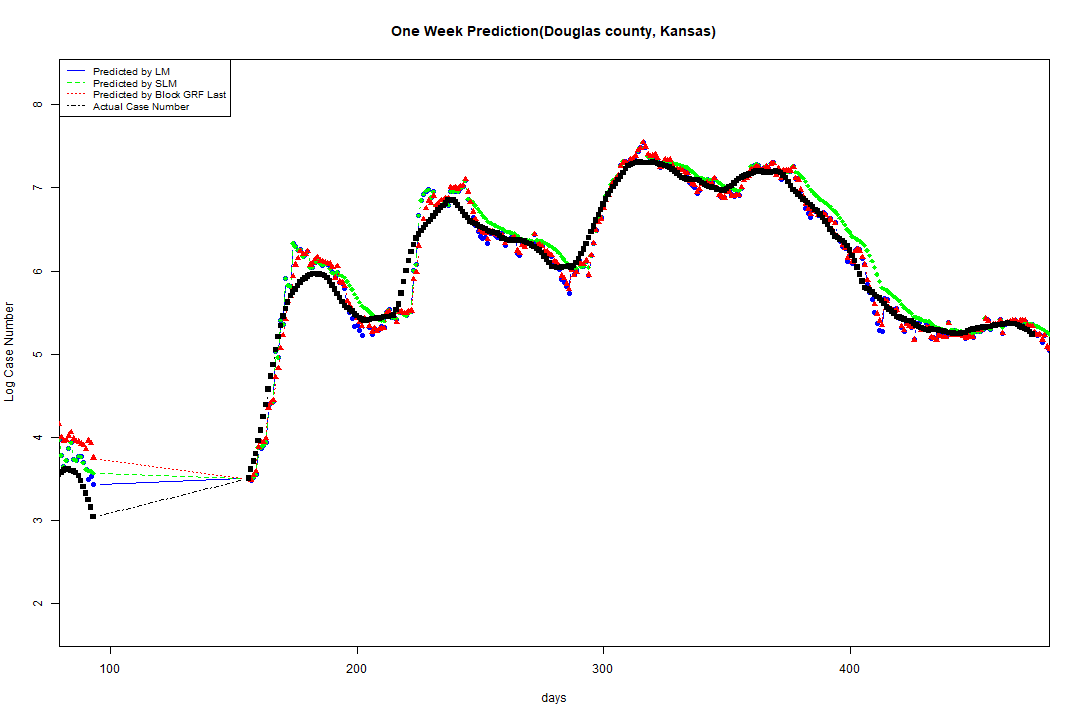 One Week Prediction(Douglas county, Kansas)
Predicted by LM
Predicted by SLM
Predicted by Block GRF Last
Actual Case Number
8
7
6
5
4
3
2
Log Case Number
100
200
300
400
days